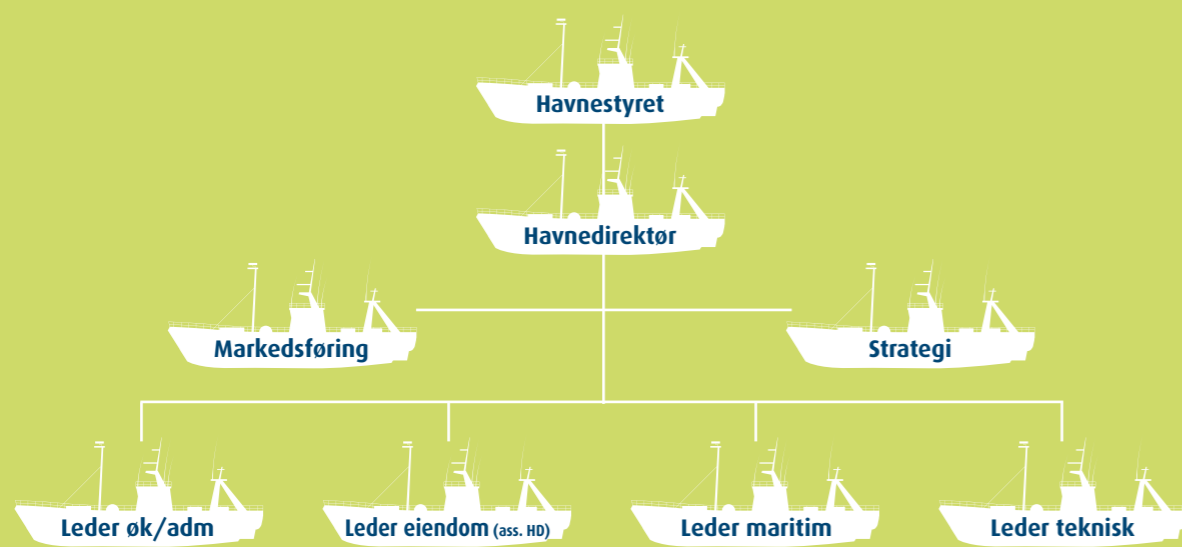 Havnestyret
Havnedirektør
Markedsføring
Strategi
Leder øk/adm
Leder eiendom (ass. HD)
Leder maritim
Leder teknisk